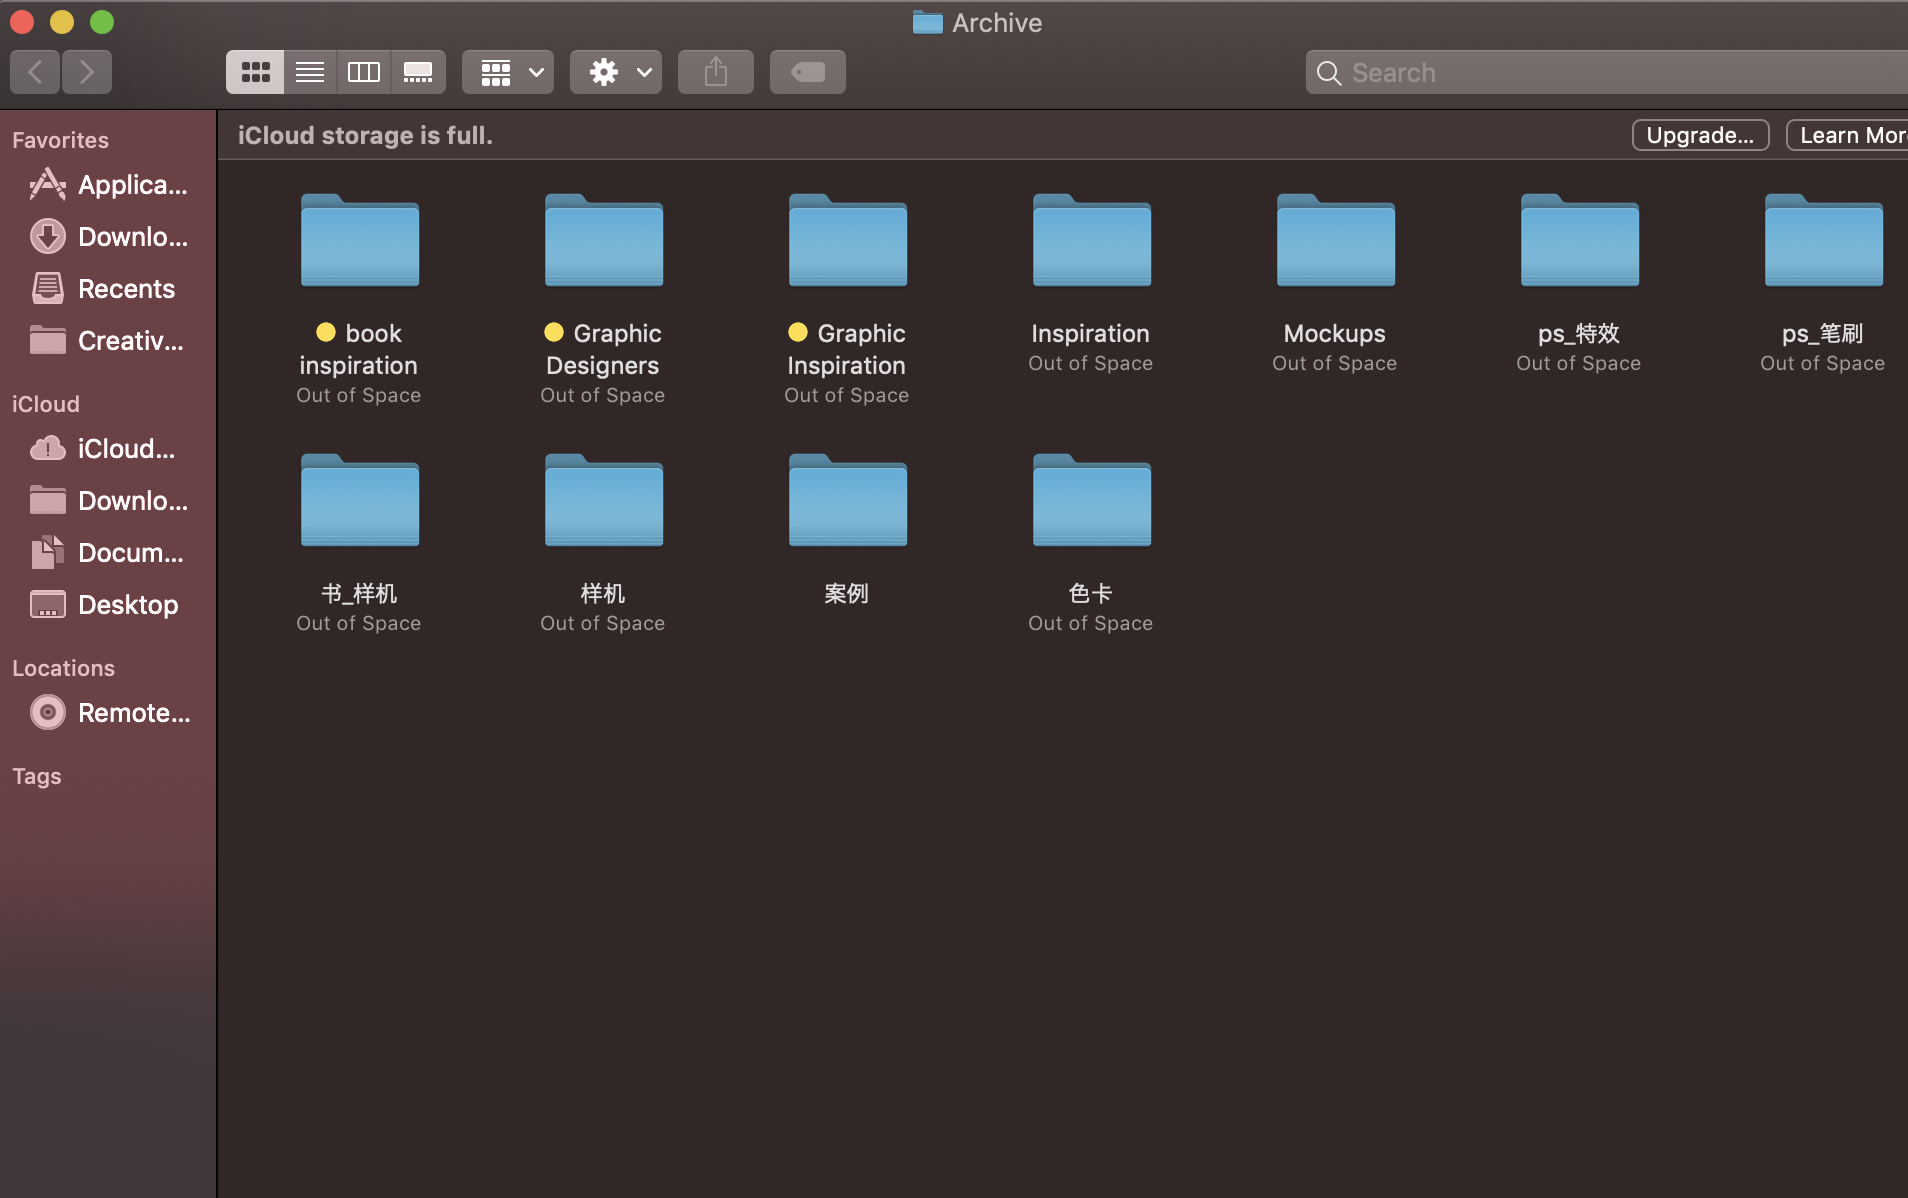 Archive
Search
Favorites
Applica...
Downlo...
Recents
Creativ...
iCloud
iCloud...
Downlo...
Docum...
Desktop
Locations
Remote...
Tags
iCloud storage is full.
Upgrade...
Learn Mor
book
inspiration
Out of Space
Graphic
Designers
Out of Space
Graphic
Inspiration
Out of Space
Inspiration
Out of Space
Mockups
Out of Space
ps_特效
Out of Space
ps_笔刷
Out of Space
书_样机
Out of Space
样机
Out of Space
案例
色卡
Out of Space